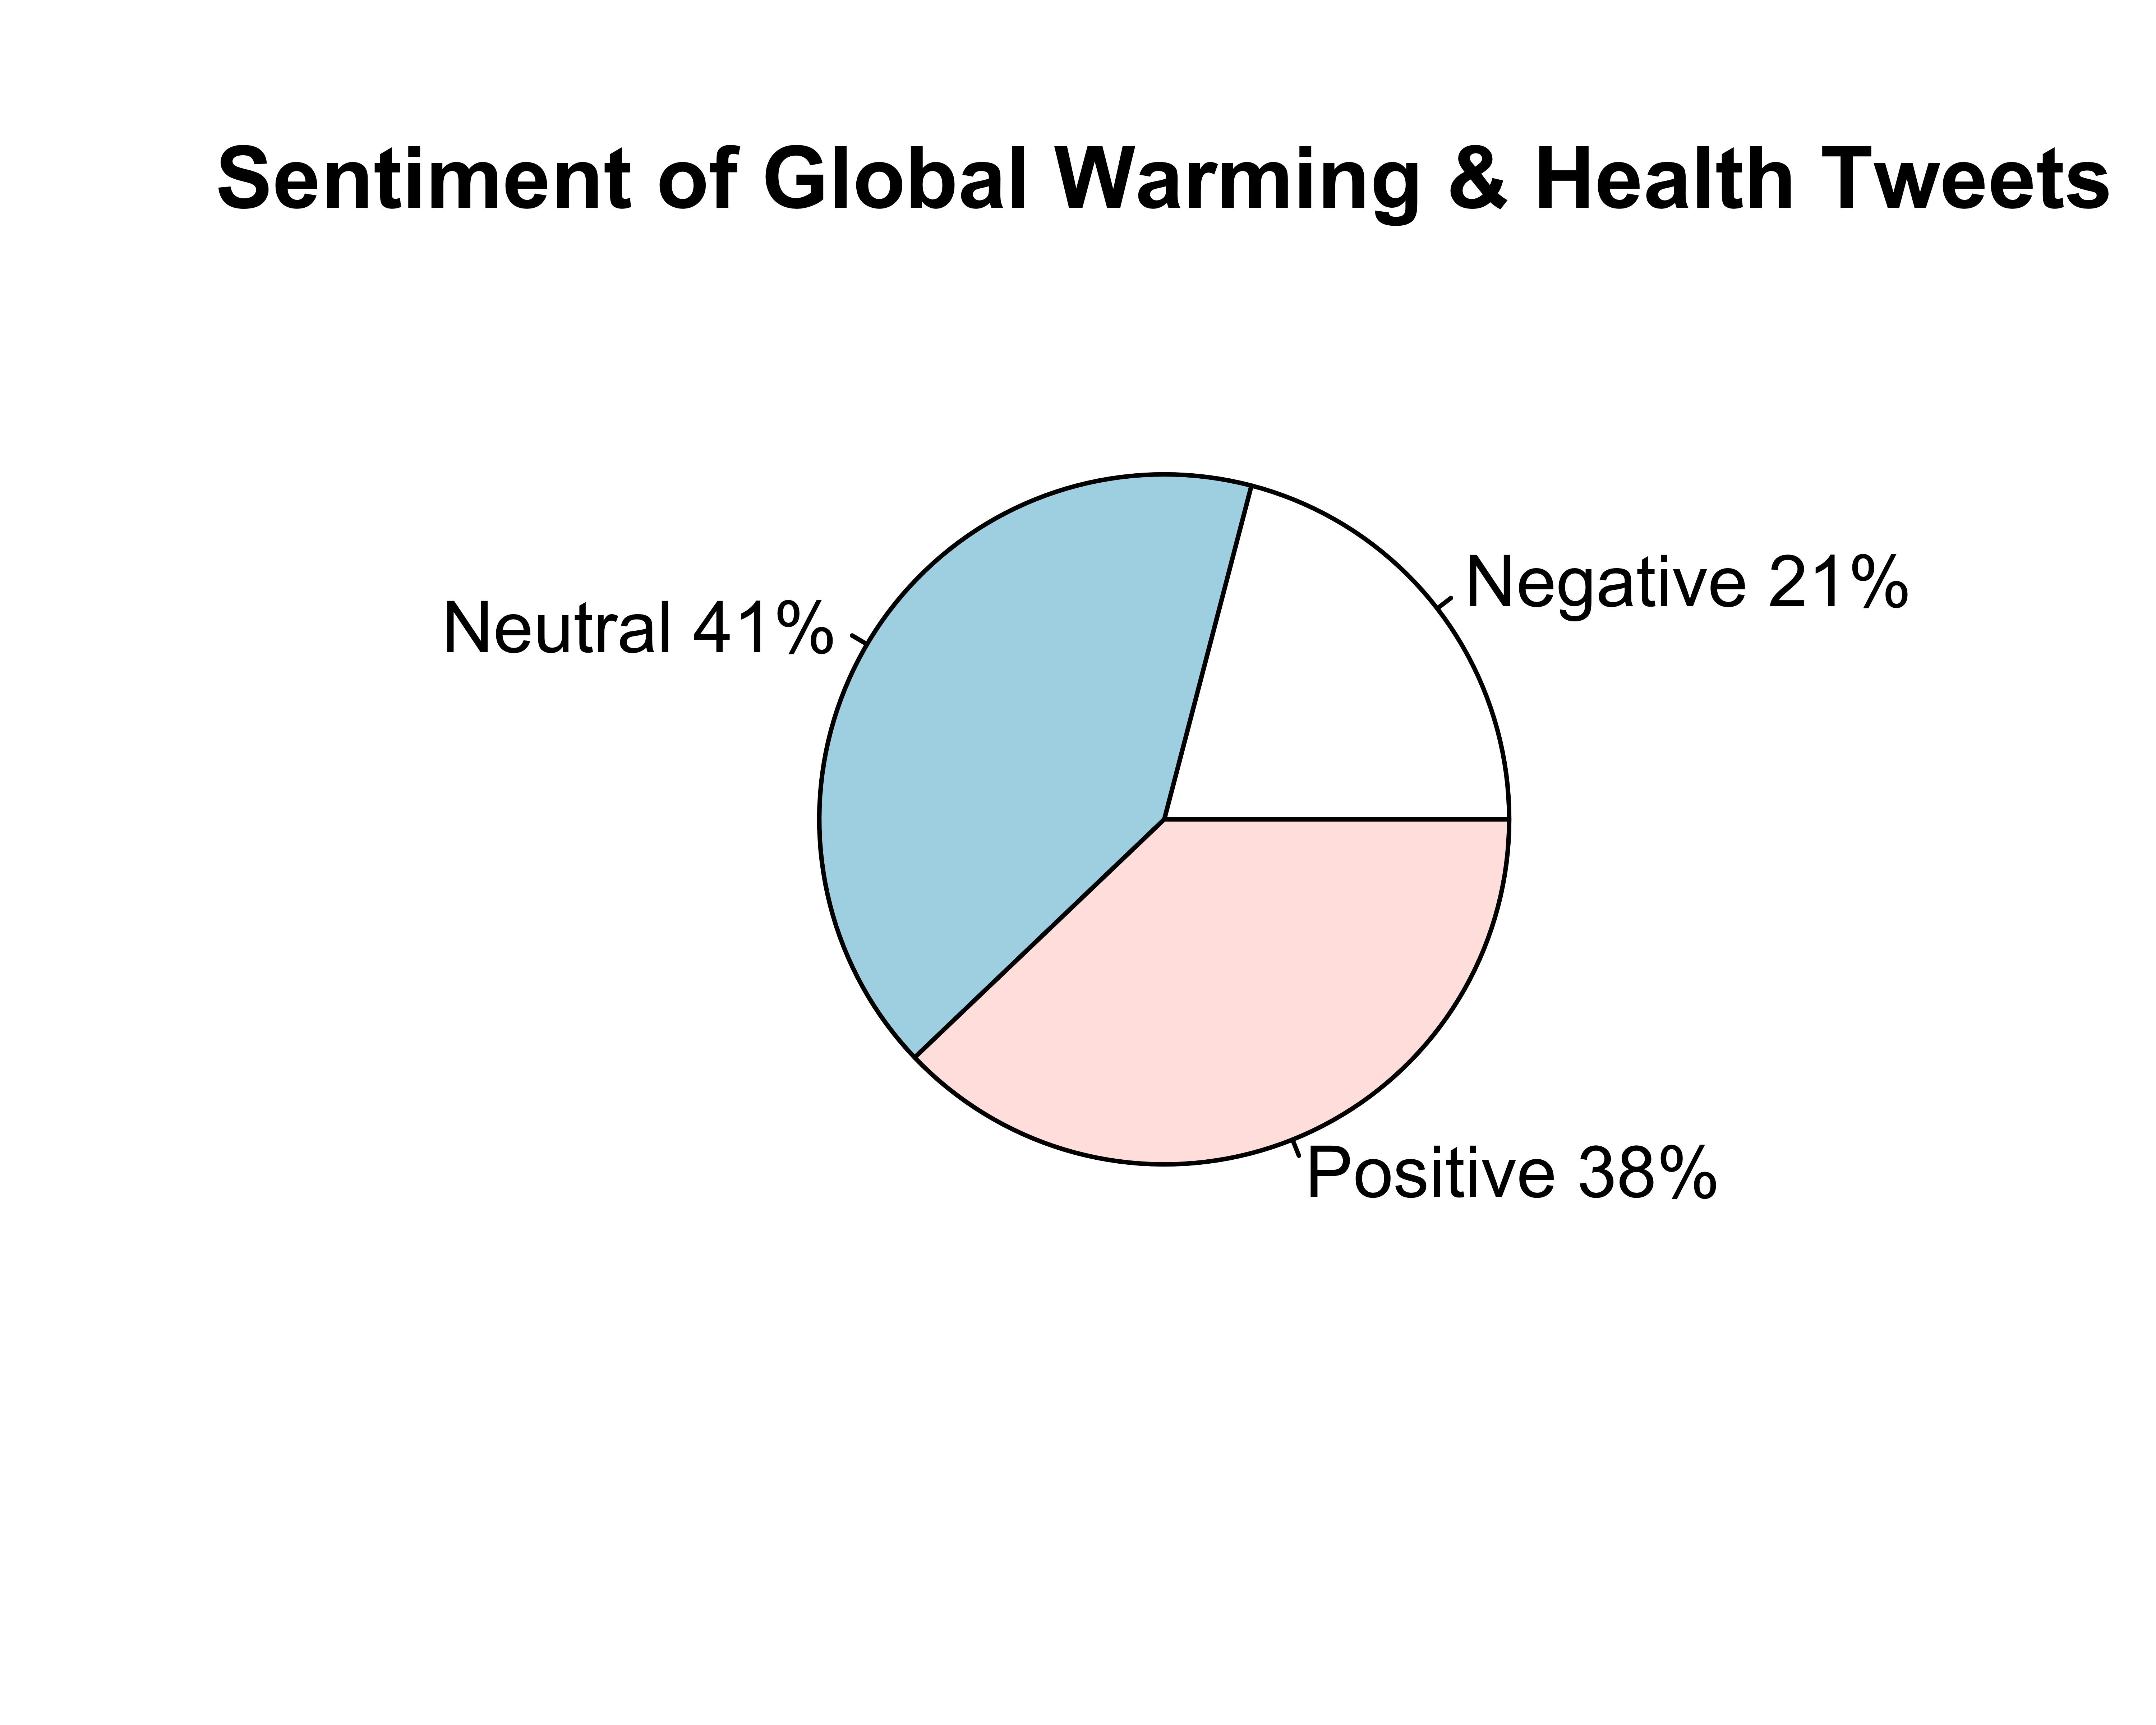 Sentiment of Global Warming & Health Tweets
Negative 21%
Neutral 41%
Positive 38%